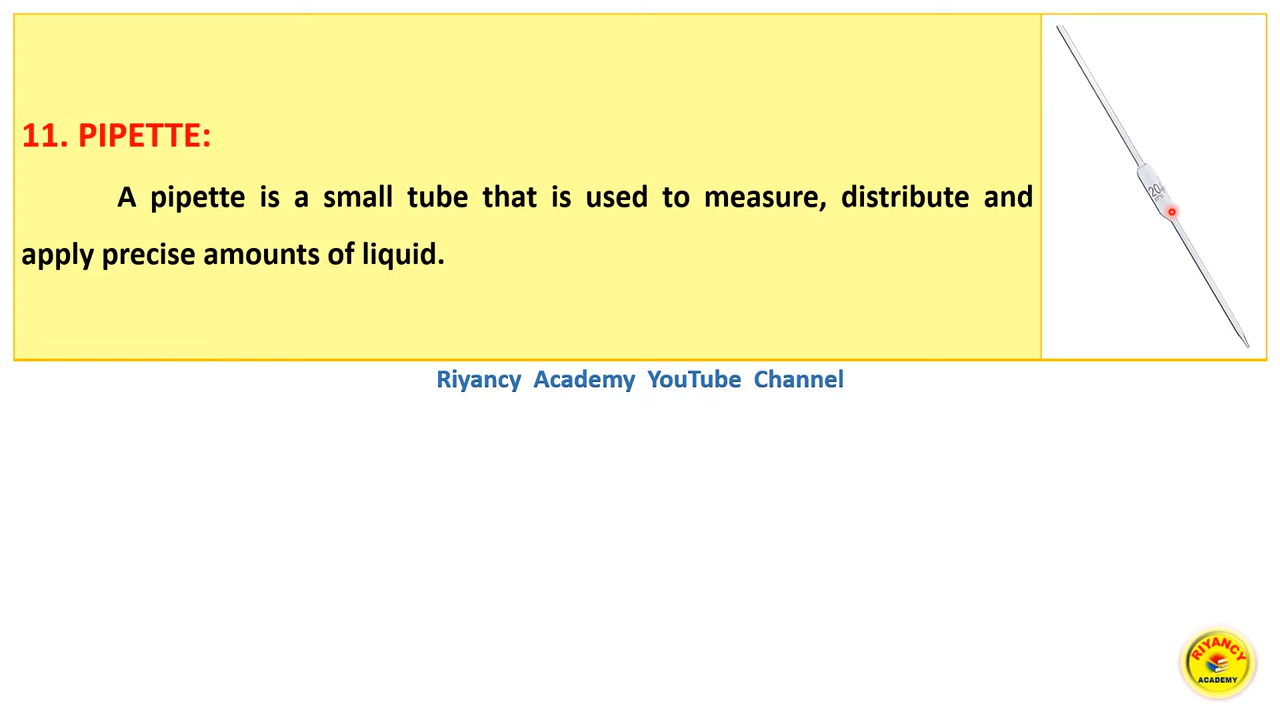 11. PIPETTE:
A pipette is a small tube that is used to measure, distribute and
apply precise amounts of liquid.
20
Riyancy Academy YouTube Channel
RIYANCY
ACADEMY